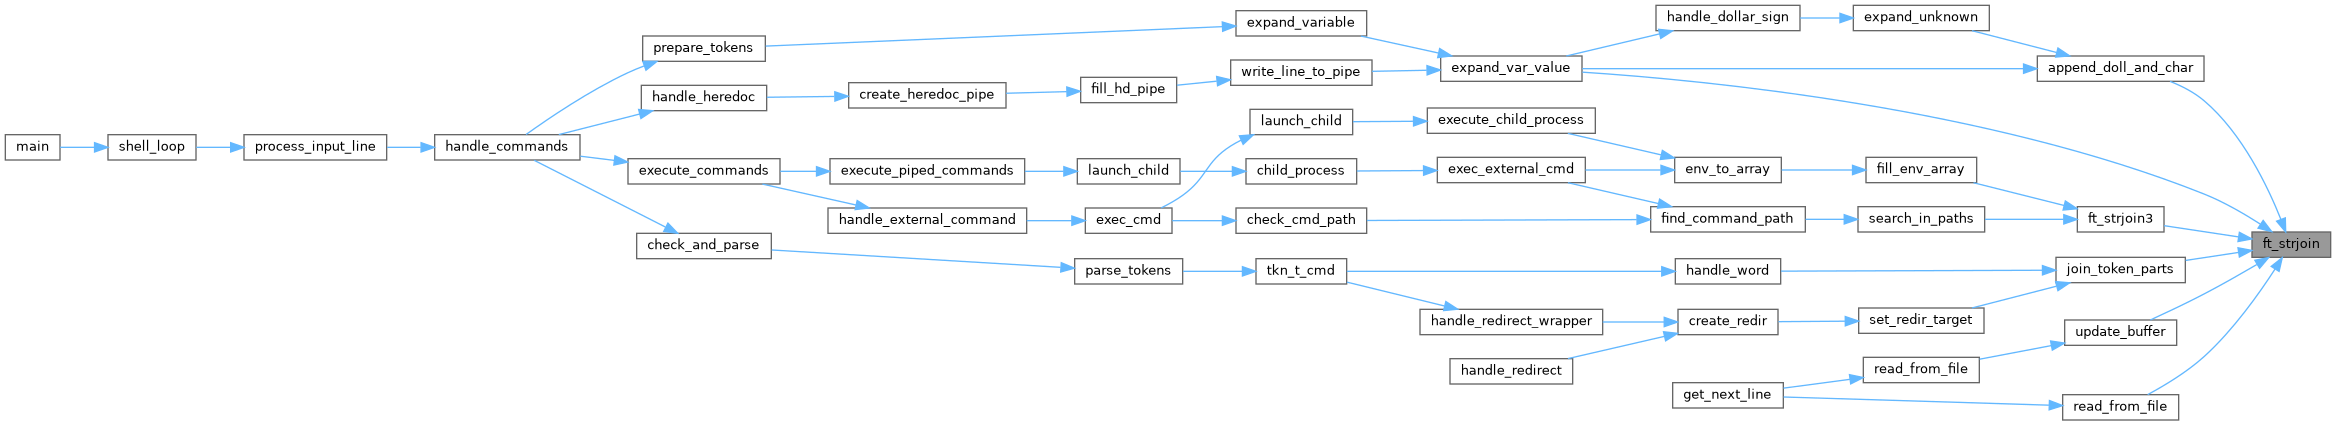 main
shell_loop
process_input_line
handle_commands
prepare_tokens
expand_variable
handle_heredoc
create_heredoc_pipe
fill_hd_pipe
write_line_to_pipe
expand_var_value
handle_dollar_sign
expand_unknown
append_doll_and_char
execute_commands
execute_piped_commands
launch_child
child_process
exec_external_cmd
env_to_array
fill_env_array
launch_child
execute_child_process
handle_external_command
exec_cmd
check_cmd_path
find_command_path
search_in_paths
ft_strjoin3
ft_strjoin
check_and_parse
parse_tokens
tkn_t_cmd
handle_word
join_token_parts
handle_redirect_wrapper
create_redir
set_redir_target
handle_redirect
update_buffer
read_from_file
get_next_line
read_from_file